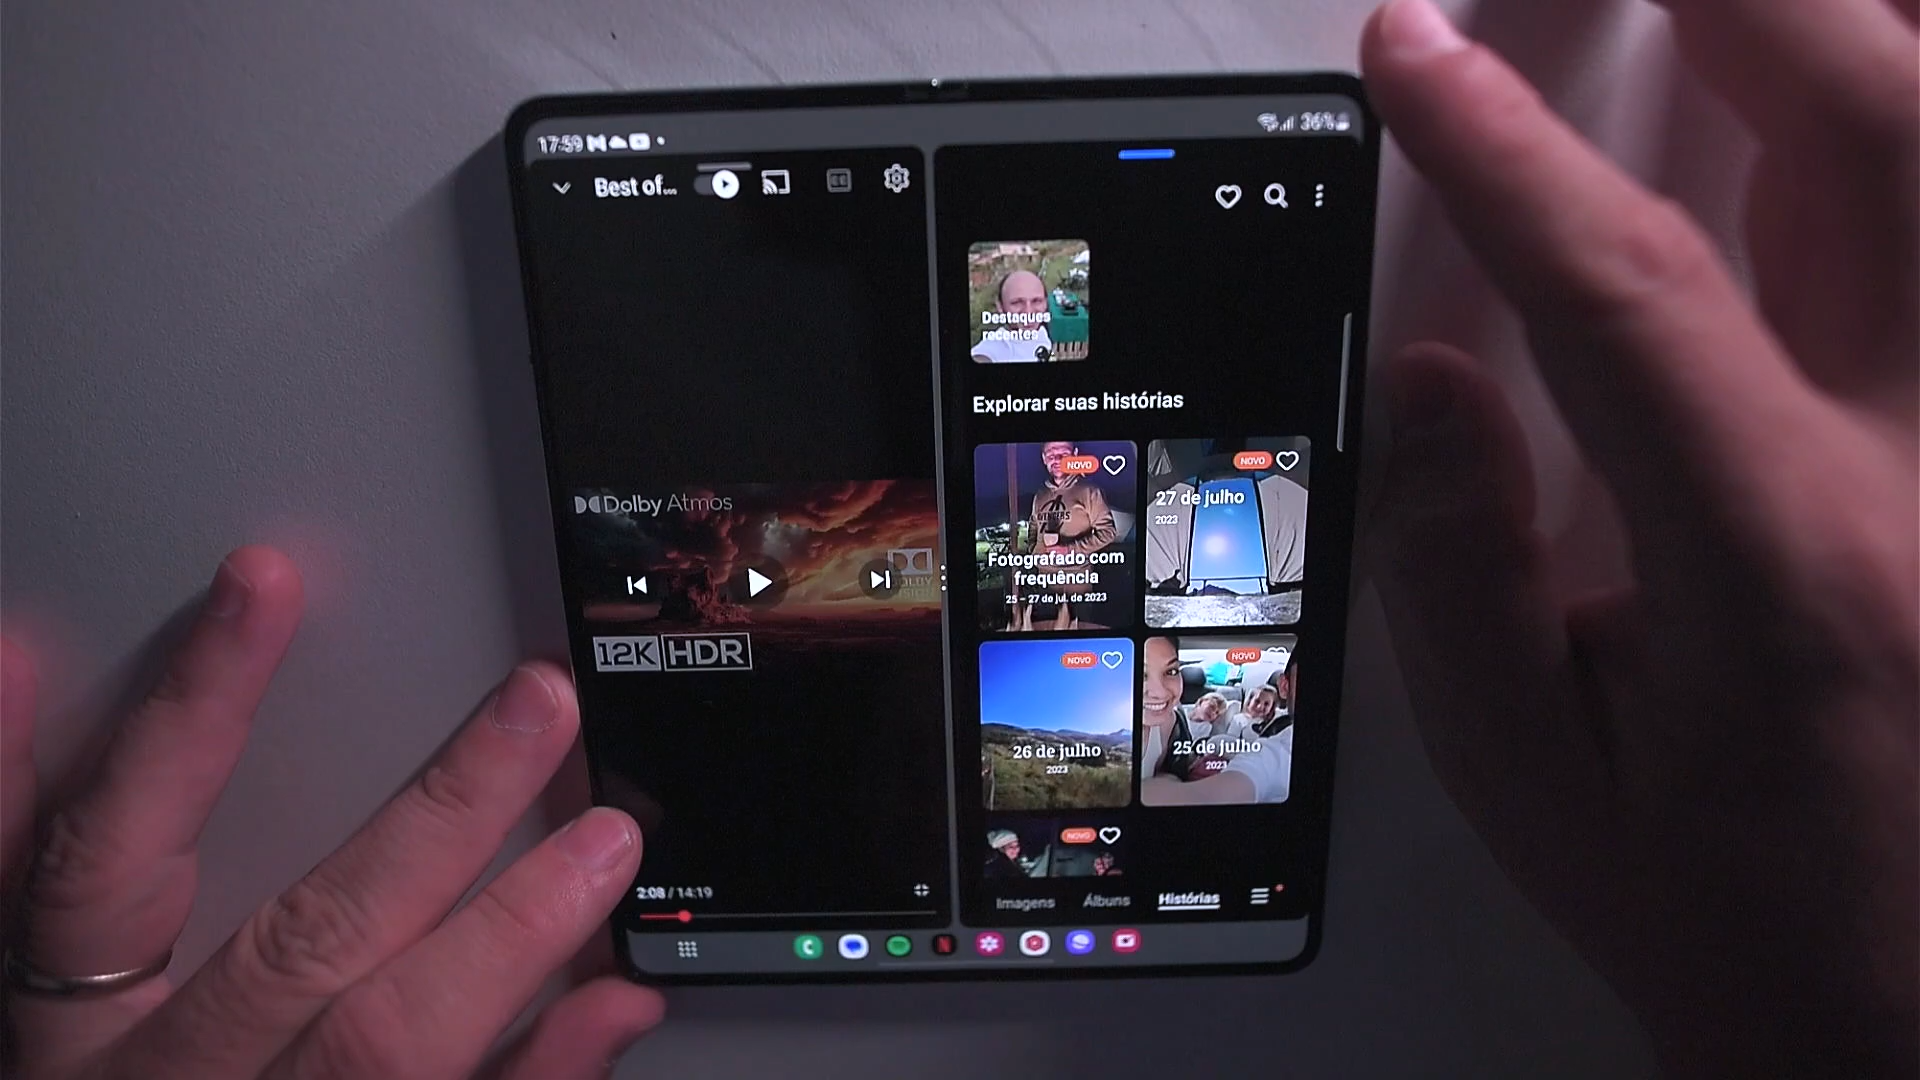 17:59
36%
Best of...
Dolby Atmos
12K HDR
2:08 / 14:19
Destaques
recentes
Explorar suas histórias
NOVO
Fotografado com
frequência
25 – 27 de jul. de 2023
NOVO
27 de julho
2023
NOVO
26 de julho
2023
NOVO
25 de julho
2023
NOVO
Imagens Álbuns Histórias